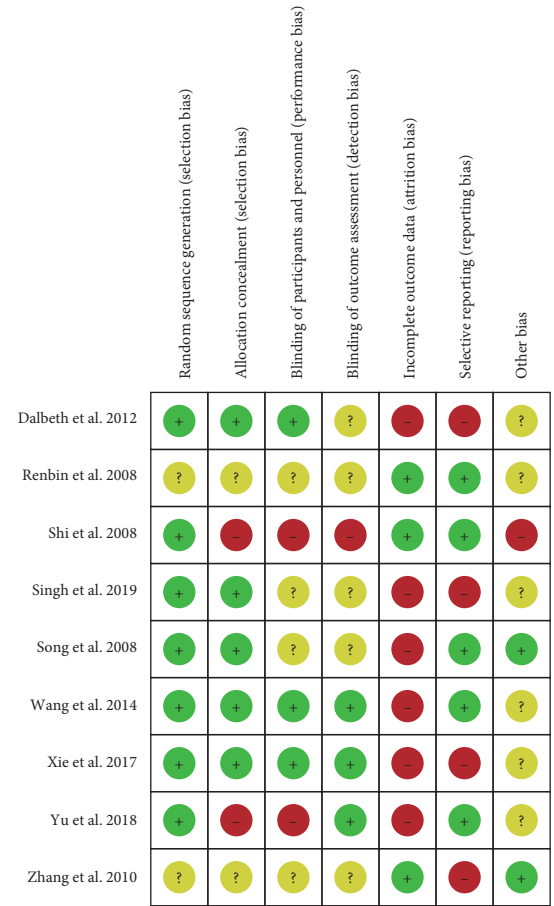 Random sequence generation (selection bias)
Allocation concealment (selection bias)
Blinding of participants and personnel (performance bias)
Blinding of outcome assessment (detection bias)
Incomplete outcome data (attrition bias)
Selective reporting (reporting bias)
Other bias
Dalbeth et al. 2012 + + + ? – – ?
Renbin et al. 2008 ? ? ? ? + + ?
Shi et al. 2008 + – – – + + –
Singh et al. 2019 + + ? ? – – ?
Song et al. 2008 + + ? ? – + +
Wang et al. 2014 + + + + – + ?
Xie et al. 2017 + + + + – – ?
Yu et al. 2018 + – – + – + ?
Zhang et al. 2010 ? ? ? ? + – +